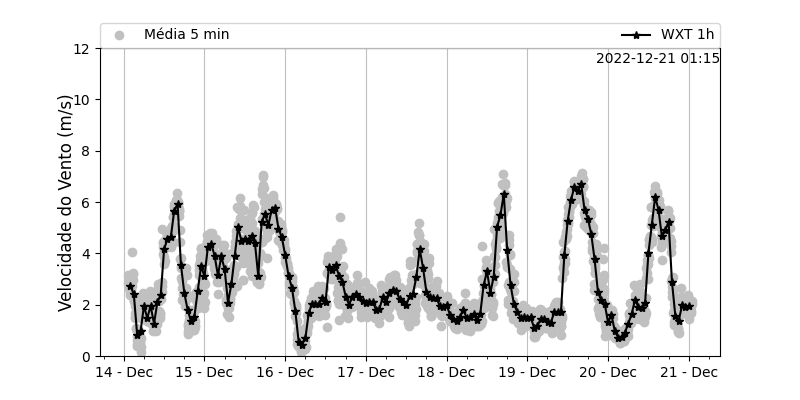 Média 5 min WXT 1h
2022-12-21 01:15
Velocidade do Vento (m/s)
12
10
8
6
4
2
0
14 - Dec 15 - Dec 16 - Dec 17 - Dec 18 - Dec 19 - Dec 20 - Dec 21 - Dec